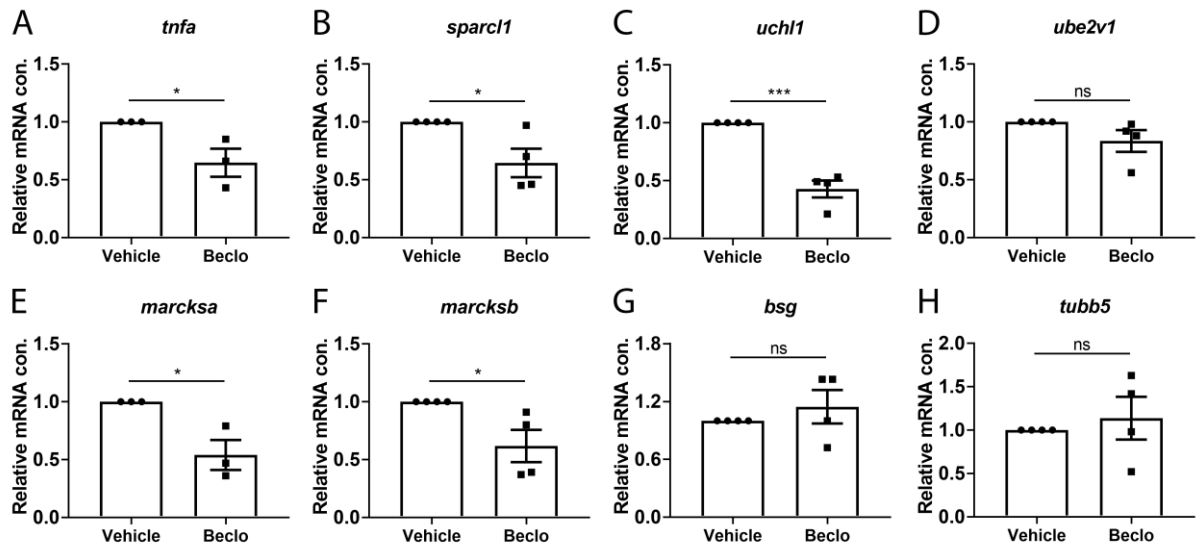 A
tnfa
Relative mRNA con.
1.5
1.0
0.5
0.0
*
Vehicle
Beclo
B
sparcl1
Relative mRNA con.
1.5
1.0
0.5
0.0
*
Vehicle
Beclo
C
uchl1
Relative mRNA con.
1.5
1.0
0.5
0.0
***
Vehicle
Beclo
D
ube2v1
Relative mRNA con.
1.5
1.0
0.5
0.0
ns
Vehicle
Beclo
E
marcksa
Relative mRNA con.
1.5
1.0
0.5
0.0
*
Vehicle
Beclo
F
marcksb
Relative mRNA con.
1.5
1.0
0.5
0.0
*
Vehicle
Beclo
G
bsg
Relative mRNA con.
1.8
1.2
0.6
0.0
ns
Vehicle
Beclo
H
tubb5
Relative mRNA con.
2.0
1.5
1.0
0.5
0.0
ns
Vehicle
Beclo